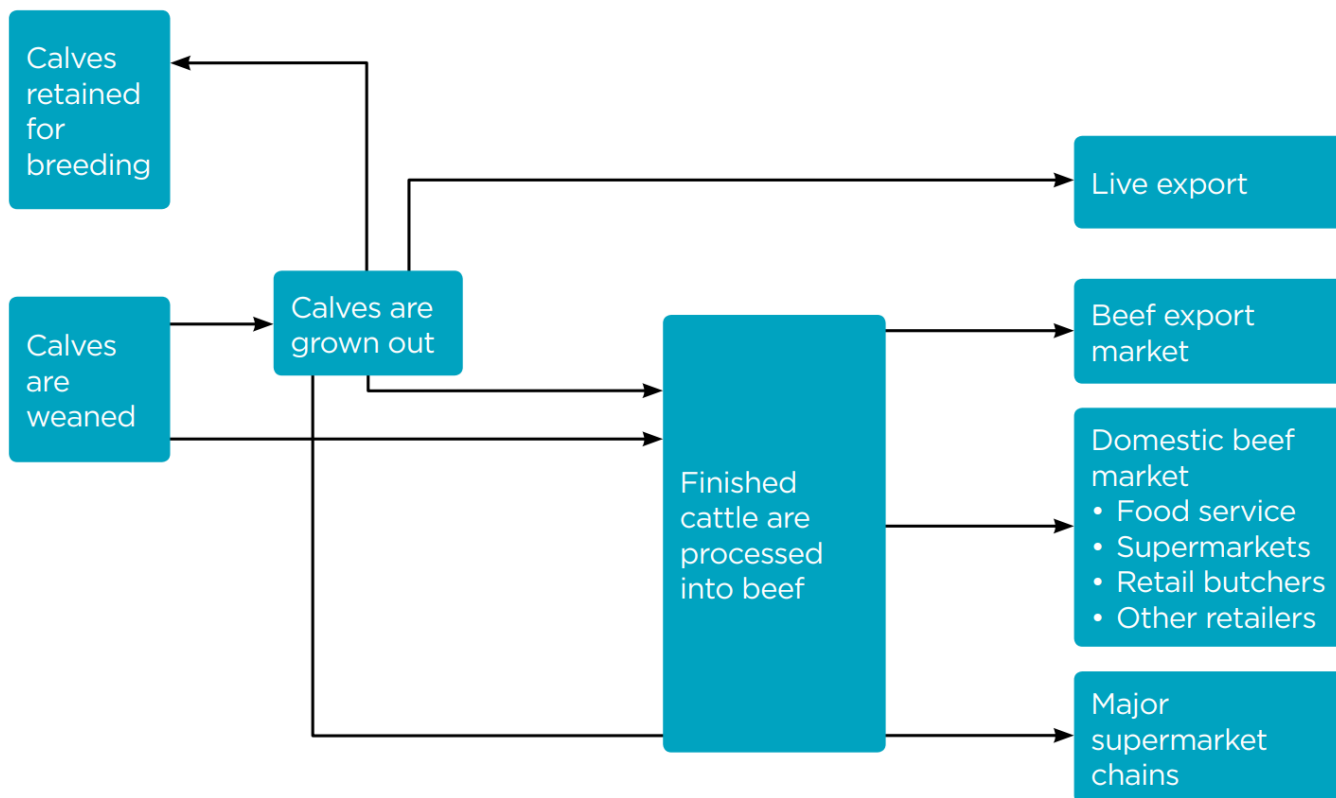 Calves
retained
for
breeding
Live export
Calves are
grown out
Calves
are
weaned
Beef export
market
Finished
cattle are
processed
into beef
Domestic beef
market
• Food service
• Supermarkets
• Retail butchers
• Other retailers
Major
supermarket
chains